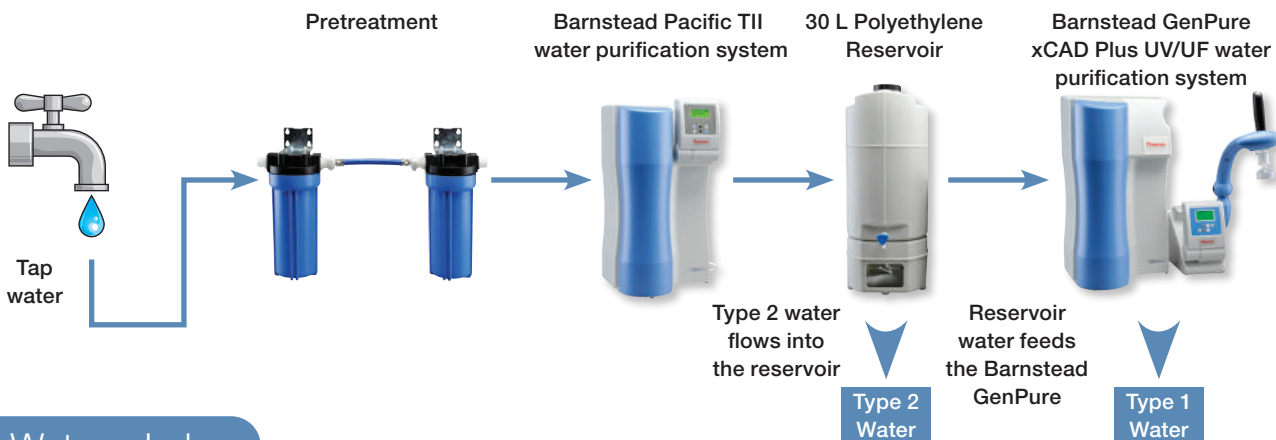 Pretreatment
Barnstead Pacific TII
water purification system
30 L Polyethylene
Reservoir
Barnstead GenPure
xCAD Plus UV/UF water
purification system
Tap
water
Type 2 water
flows into
the reservoir
Reservoir
water feeds
the Barnstead
GenPure
Type 2
Water
Type 1
Water